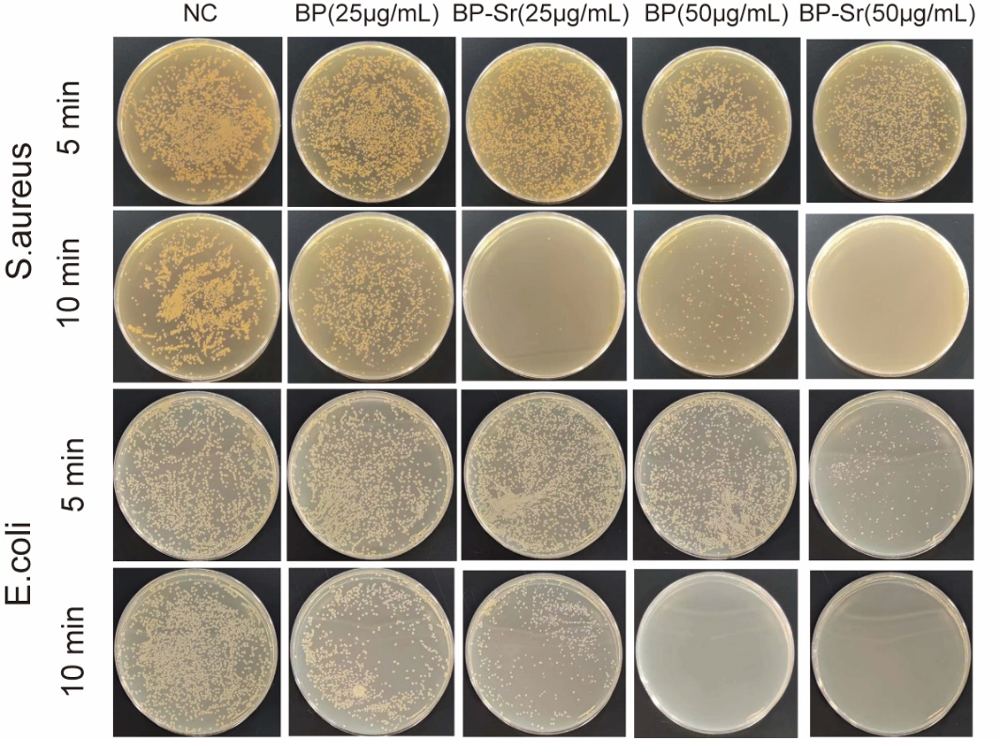 NC BP(25μg/mL) BP-Sr(25μg/mL) BP(50μg/mL) BP-Sr(50μg/mL)
S.aureus
5 min
10 min
E.coli
5 min
10 min